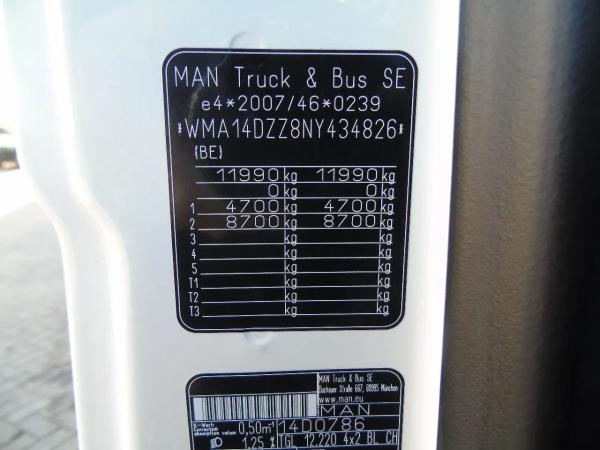 MAN Truck & Bus SE
e4*2007/46*0239
*WMA14DZZ8NY434826*
(BE)
11990 kg 11990 kg
0 kg 0 kg
1 4700 kg 4700 kg
2 8700 kg 8700 kg
3 kg kg
4 kg kg
5 kg kg
T1 kg kg
T2 kg kg
T3 kg kg
MAN Truck & Bus SE
Dachauer Straße 667, 80995 München
www.man.eu
MAN
Corrected
absorption value: 0,50m⁻¹ 14D0786
1,25 % TGL 12.220 4x2 BL CH